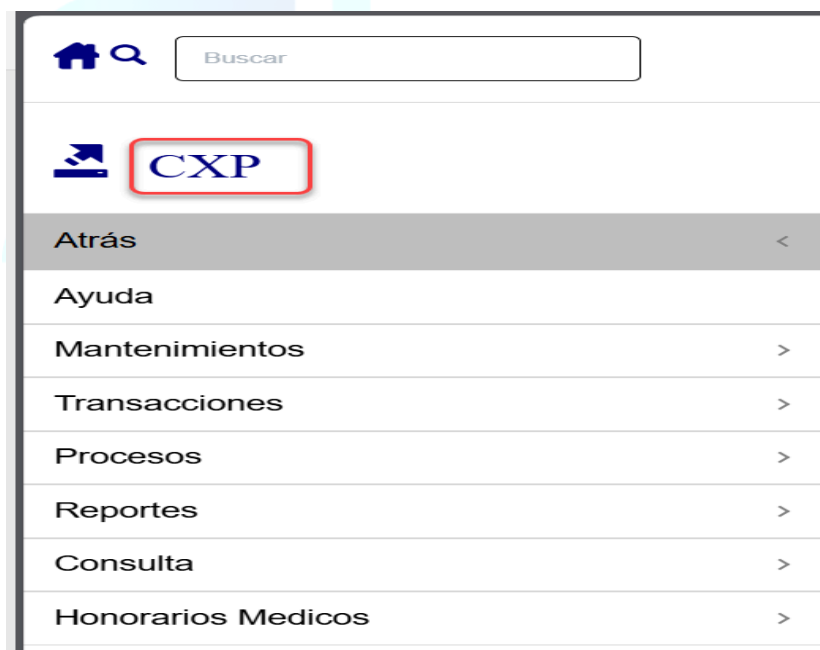 Buscar
CXP
Atrás <
Ayuda
Mantenimientos >
Transacciones >
Procesos >
Reportes >
Consulta >
Honorarios Medicos >